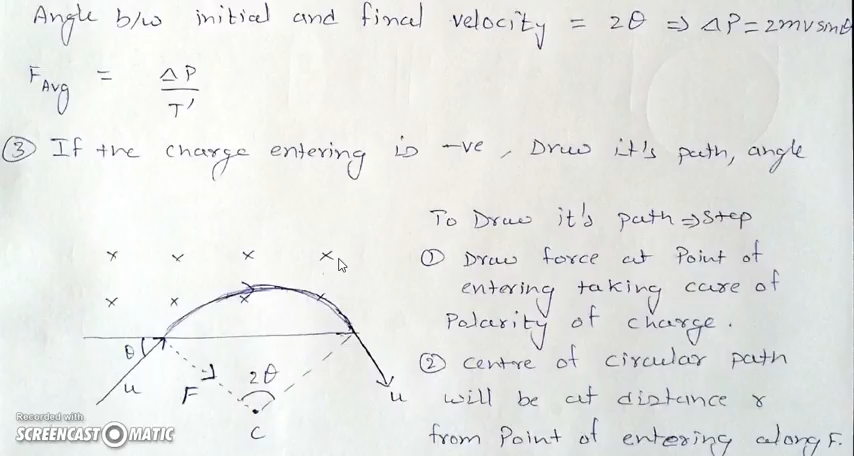 Angle b/w initial and final velocity = 2θ ⇒ ΔP = 2mv sinθ
F Avg = ΔP / T'
③ If the charge entering is -ve, Draw it's path, angle
To Draw it's path ⇒ Step
① Draw force at Point of
entering taking care of
Polarity of charge.
② centre of circular path
will be at distance r
from Point of entering along F.
x x x x
x x x x
θ
u
F
2θ
C
u
Recorded with
SCREENCAST O MATIC